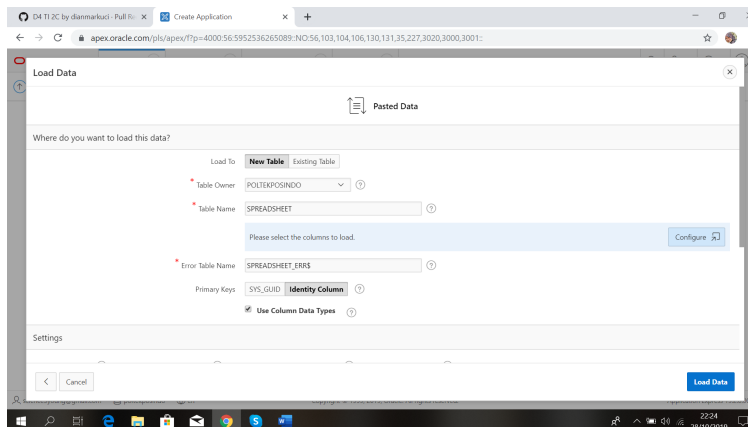 D4 TI 2C by dianmarkuci · Pull Re
Create Application
apex.oracle.com/pls/apex/f?p=4000:56:5952536265089::NO:56,103,104,106,130,131,35,227,3020,3000,3001::
Load Data
Pasted Data
Where do you want to load this data?
Load To New Table Existing Table
* Table Owner POLTEKPOSINDO
* Table Name SPREADSHEET
Please select the columns to load. Configure
* Error Table Name SPREADSHEET_ERR$
Primary Keys SYS_GUID Identity Column
Use Column Data Types
Settings
Cancel Load Data
22:24
28/10/2019